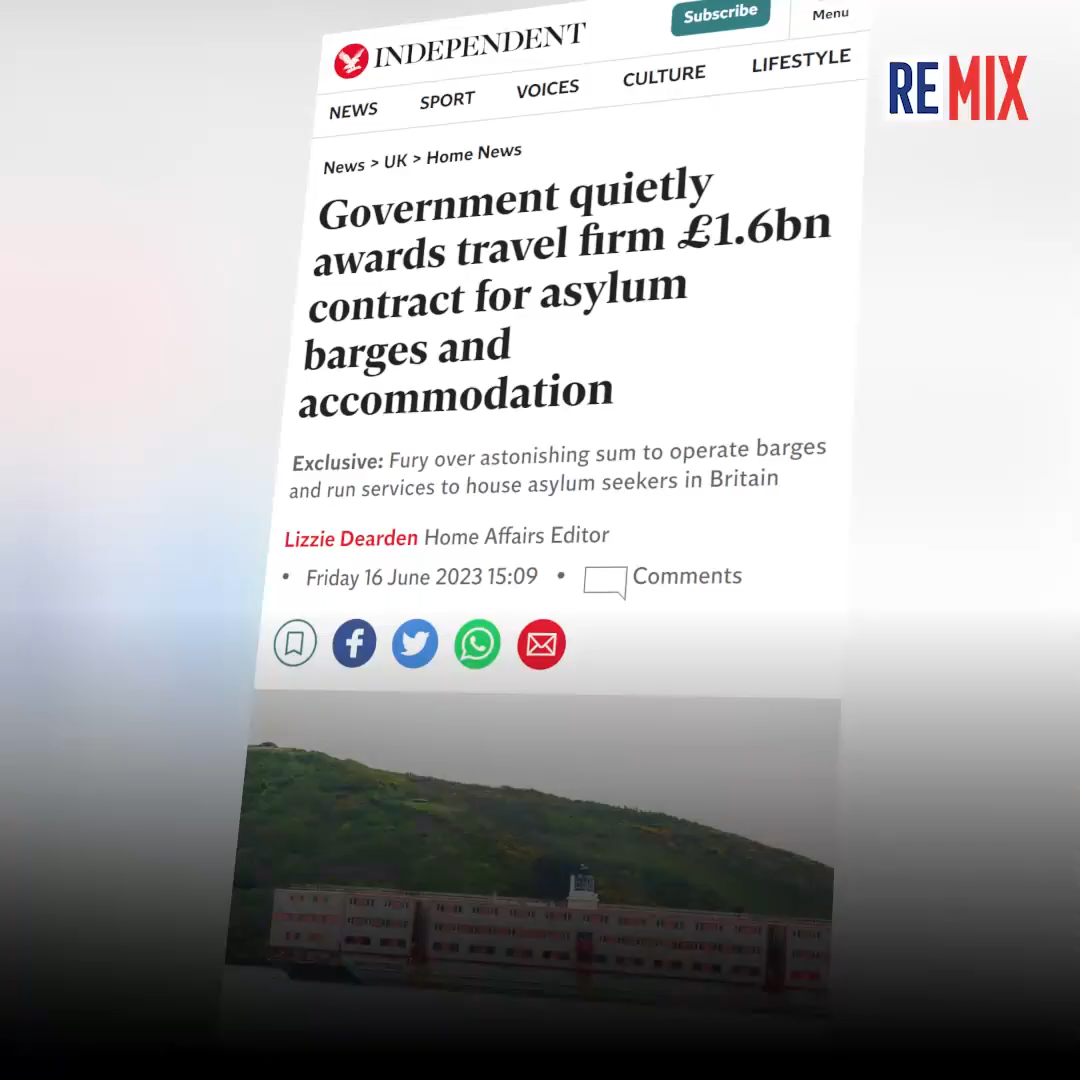 INDEPENDENT
Subscribe
Menu
REMIX
NEWS SPORT VOICES CULTURE LIFESTYLE
News > UK > Home News
Government quietly
awards travel firm £1.6bn
contract for asylum
barges and
accommodation
Exclusive: Fury over astonishing sum to operate barges
and run services to house asylum seekers in Britain
Lizzie Dearden Home Affairs Editor
• Friday 16 June 2023 15:09 • Comments